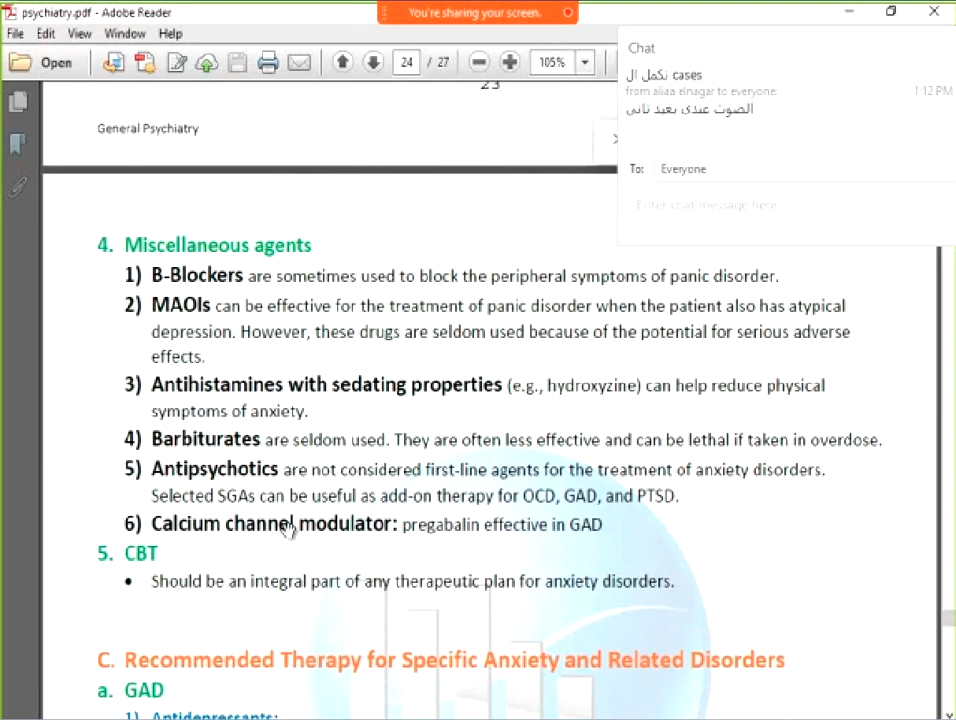 psychiatry.pdf - Adobe Reader
You're sharing your screen.
File Edit View Window Help
Open
24 / 27
105%
Chat
نكمل ال cases
from aliaa elnagar to everyone:
1:12 PM
الصوت عندى بعيد تانى
To: Everyone
Enter chat message here
23
General Psychiatry
4. Miscellaneous agents
1) B-Blockers are sometimes used to block the peripheral symptoms of panic disorder.
2) MAOIs can be effective for the treatment of panic disorder when the patient also has atypical
depression. However, these drugs are seldom used because of the potential for serious adverse
effects.
3) Antihistamines with sedating properties (e.g., hydroxyzine) can help reduce physical
symptoms of anxiety.
4) Barbiturates are seldom used. They are often less effective and can be lethal if taken in overdose.
5) Antipsychotics are not considered first-line agents for the treatment of anxiety disorders.
Selected SGAs can be useful as add-on therapy for OCD, GAD, and PTSD.
6) Calcium channel modulator: pregabalin effective in GAD
5. CBT
• Should be an integral part of any therapeutic plan for anxiety disorders.
C. Recommended Therapy for Specific Anxiety and Related Disorders
a. GAD
1) Antidepressants: